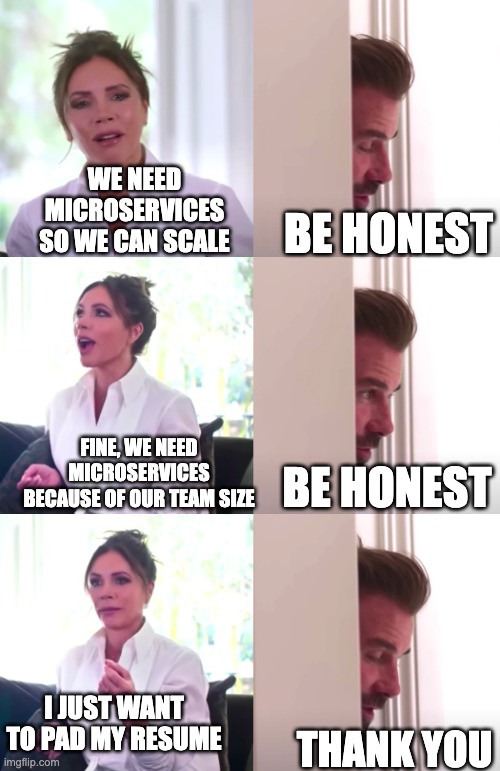 WE NEED
MICROSERVICES
SO WE CAN SCALE
BE HONEST
FINE, WE NEED
MICROSERVICES
BECAUSE OF OUR TEAM SIZE
BE HONEST
I JUST WANT
TO PAD MY RESUME
THANK YOU
imgflip.com